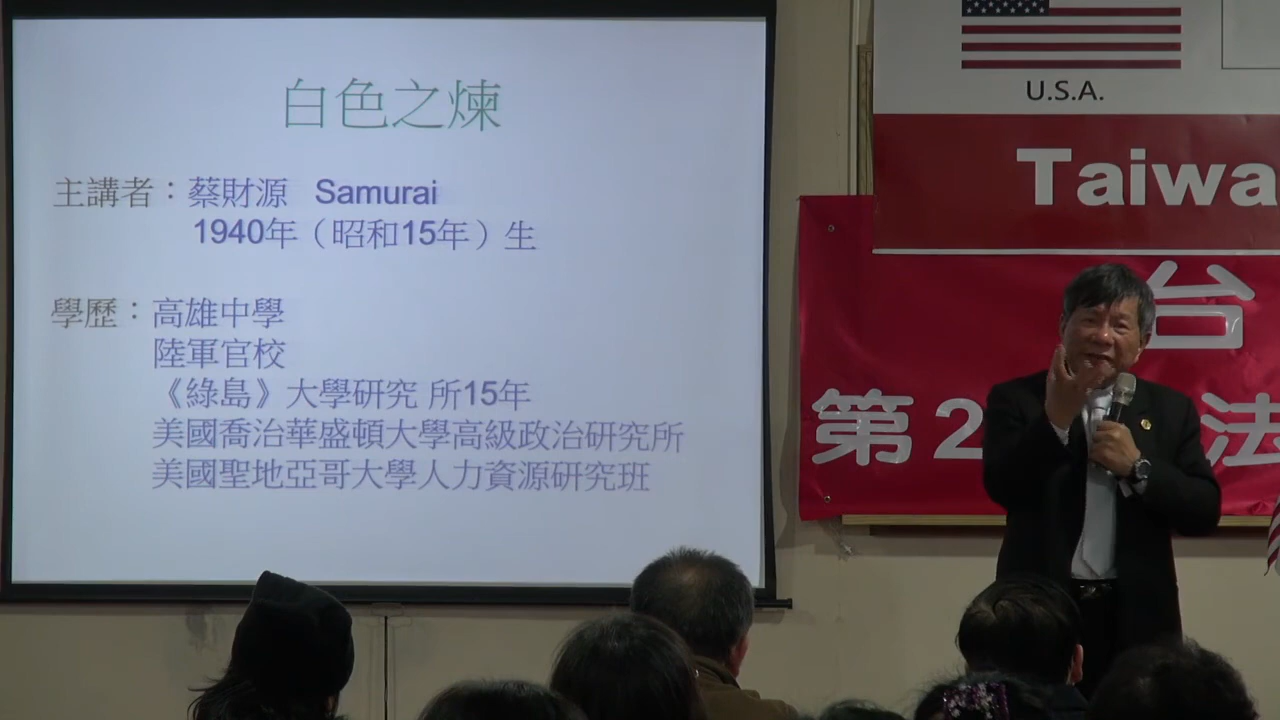 白色之煉
主講者：蔡財源 Samurai
1940年（昭和15年）生
學歷：高雄中學
陸軍官校
《綠島》大學研究 所15年
美國喬治華盛頓大學高級政治研究所
美國聖地亞哥大學人力資源研究班
U.S.A.
Taiwa
台
第2
法